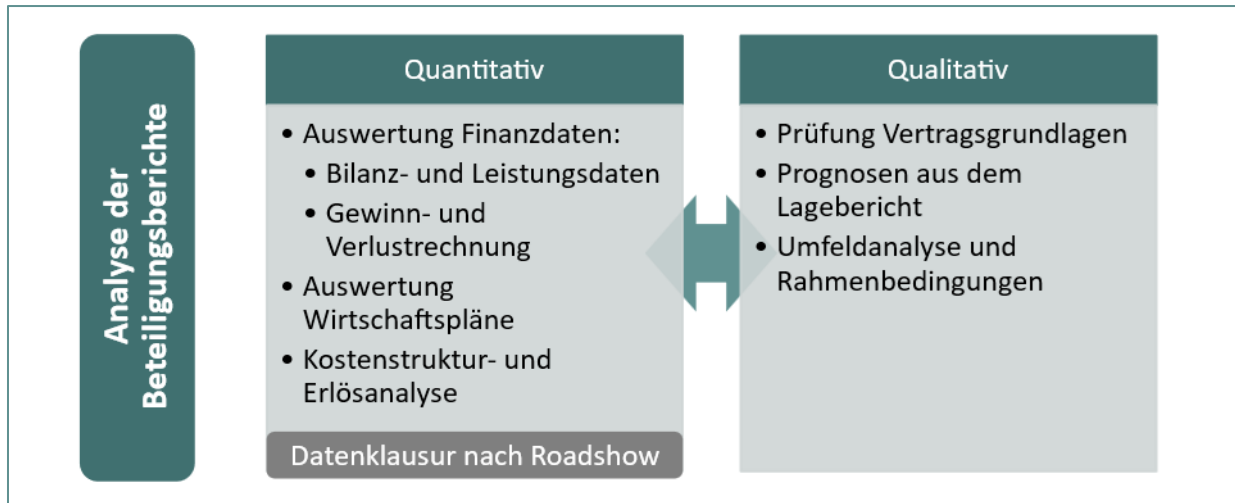 Analyse der
Beteiligungsberichte
Quantitativ
• Auswertung Finanzdaten:
• Bilanz- und Leistungsdaten
• Gewinn- und
Verlustrechnung
• Auswertung
Wirtschaftspläne
• Kostenstruktur- und
Erlösanalyse
Datenklausur nach Roadshow
Qualitativ
• Prüfung Vertragsgrundlagen
• Prognosen aus dem
Lagebericht
• Umfeldanalyse und
Rahmenbedingungen